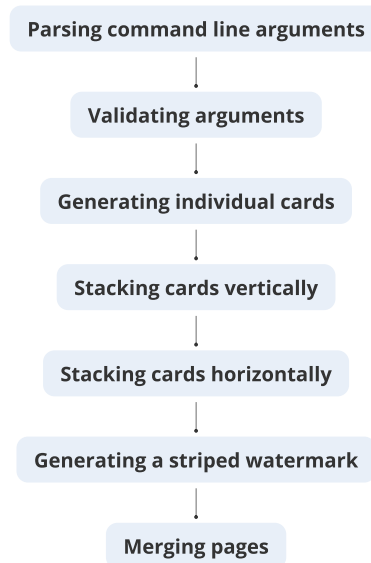 Parsing command line arguments
Validating arguments
Generating individual cards
Stacking cards vertically
Stacking cards horizontally
Generating a striped watermark
Merging pages